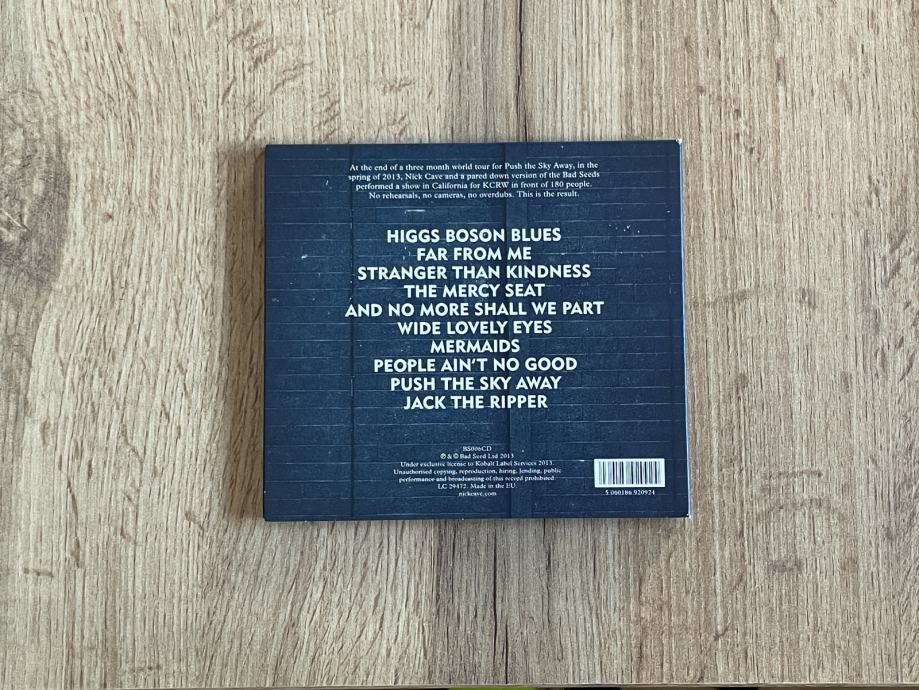 At the end of a three month world tour for Push the Sky Away, in the
spring of 2013, Nick Cave and a pared down version of the Bad Seeds
performed a show in California for KCRW in front of 180 people.
No rehearsals, no cameras, no overdubs. This is the result.
HIGGS BOSON BLUES
FAR FROM ME
STRANGER THAN KINDNESS
THE MERCY SEAT
AND NO MORE SHALL WE PART
WIDE LOVELY EYES
MERMAIDS
PEOPLE AIN'T NO GOOD
PUSH THE SKY AWAY
JACK THE RIPPER
BS006CD
℗ & © Bad Seed Ltd 2013
Under exclusive license to Kobalt Label Services 2013.
Unauthorised copying, reproduction, hiring, lending, public
performance and broadcasting of this record prohibited.
LC 29472. Made in the EU.
nickcave.com
5 060186 920924